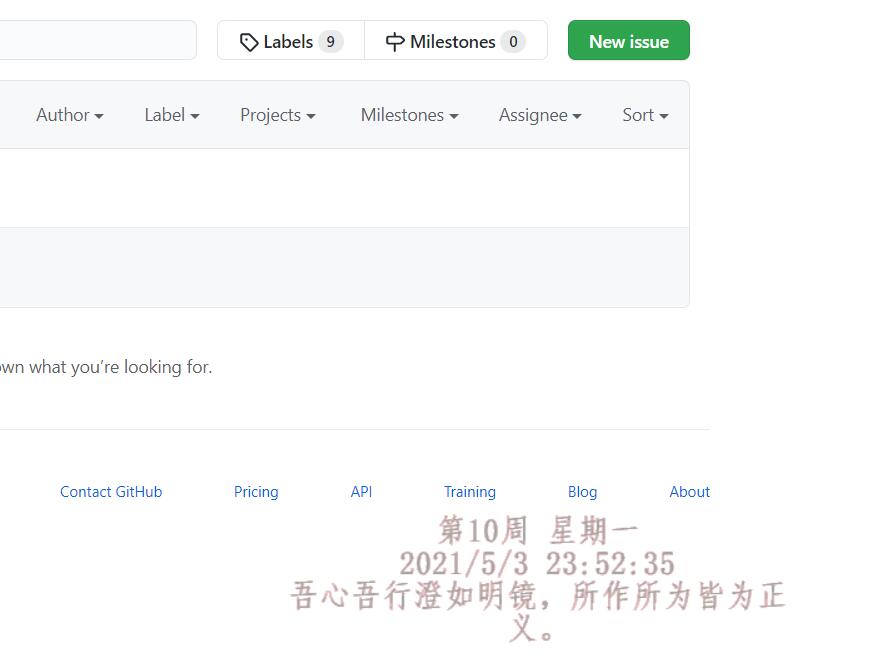 Labels 9 Milestones 0 New issue
Author Label Projects Milestones Assignee Sort
own what you're looking for.
Contact GitHub Pricing API Training Blog About
第10周 星期一
2021/5/3 23:52:35
吾心吾行澄如明镜，所作所为皆为正
义。